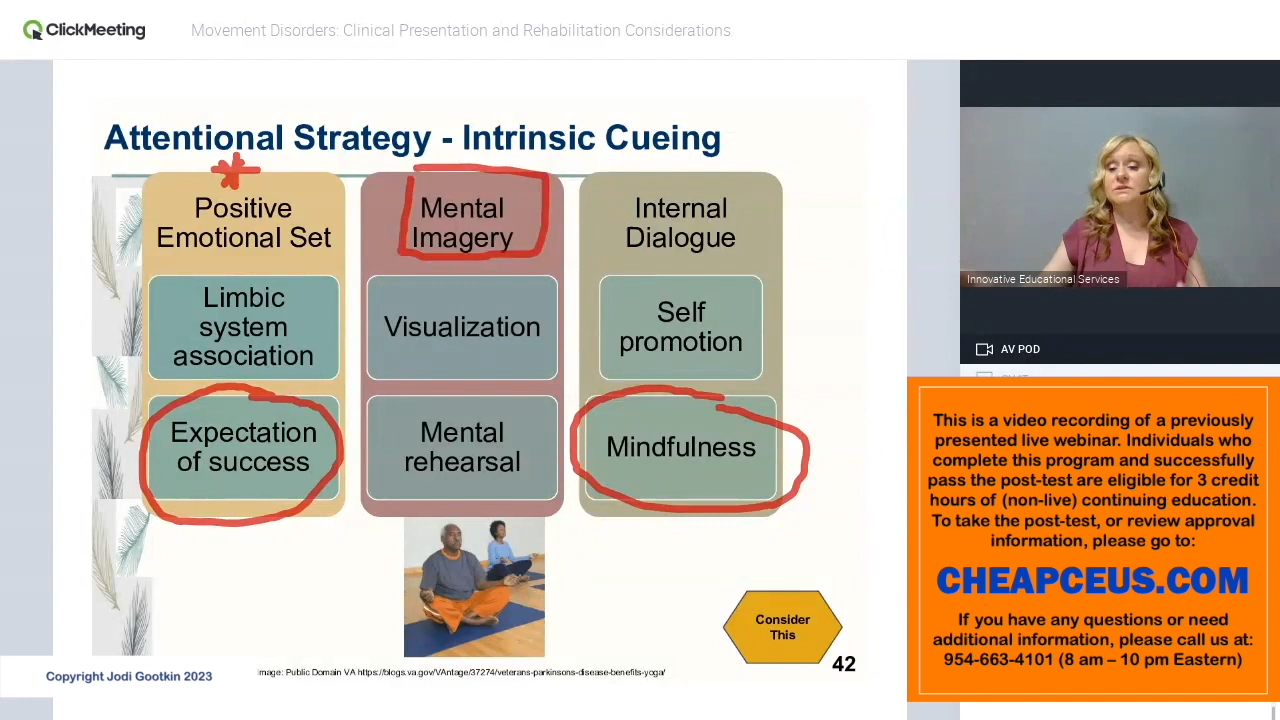 ClickMeeting
Movement Disorders: Clinical Presentation and Rehabilitation Considerations
Attentional Strategy - Intrinsic Cueing
Positive
Emotional Set
Limbic
system
association
Expectation
of success
Mental
Imagery
Visualization
Mental
rehearsal
Internal
Dialogue
Self
promotion
Mindfulness
Consider
This
42
Copyright Jodi Gootkin 2023
Image: Public Domain VA https://blogs.va.gov/VAntage/37274/veterans-parkinsons-disease-benefits-yoga/
Innovative Educational Services
AV POD
This is a video recording of a previously
presented live webinar. Individuals who
complete this program and successfully
pass the post-test are eligible for 3 credit
hours of (non-live) continuing education.
To take the post-test, or review approval
information, please go to:
CHEAPCEUS.COM
If you have any questions or need
additional information, please call us at:
954-663-4101 (8 am – 10 pm Eastern)